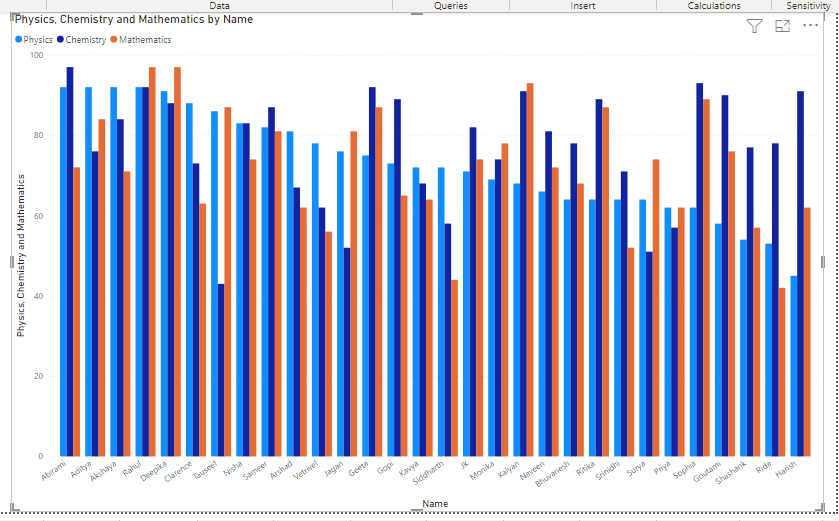 Data Queries Insert Calculations Sensitivity
Physics, Chemistry and Mathematics by Name
Physics Chemistry Mathematics
100
80
60
40
20
0
Physics, Chemistry and Mathematics
Abirami Aditya Akshaya Rahul Deepika Clarence Tauseef Nisha Sameer Arshad Vetrivel Jagan Geeta Gopi Kavya Siddharth JK Monika Kalyan Naveen Bhuvanesh Ritika Srinidhi Surya Priya Sophia Goutami Shashank Rida Harish
Name